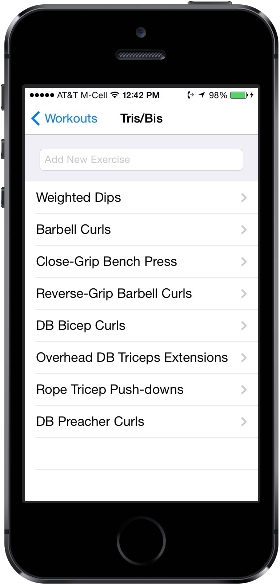 AT&T M-Cell 12:42 PM 98%
Workouts Tris/Bis
Add New Exercise
Weighted Dips
Barbell Curls
Close-Grip Bench Press
Reverse-Grip Barbell Curls
DB Bicep Curls
Overhead DB Triceps Extensions
Rope Tricep Push-downs
DB Preacher Curls